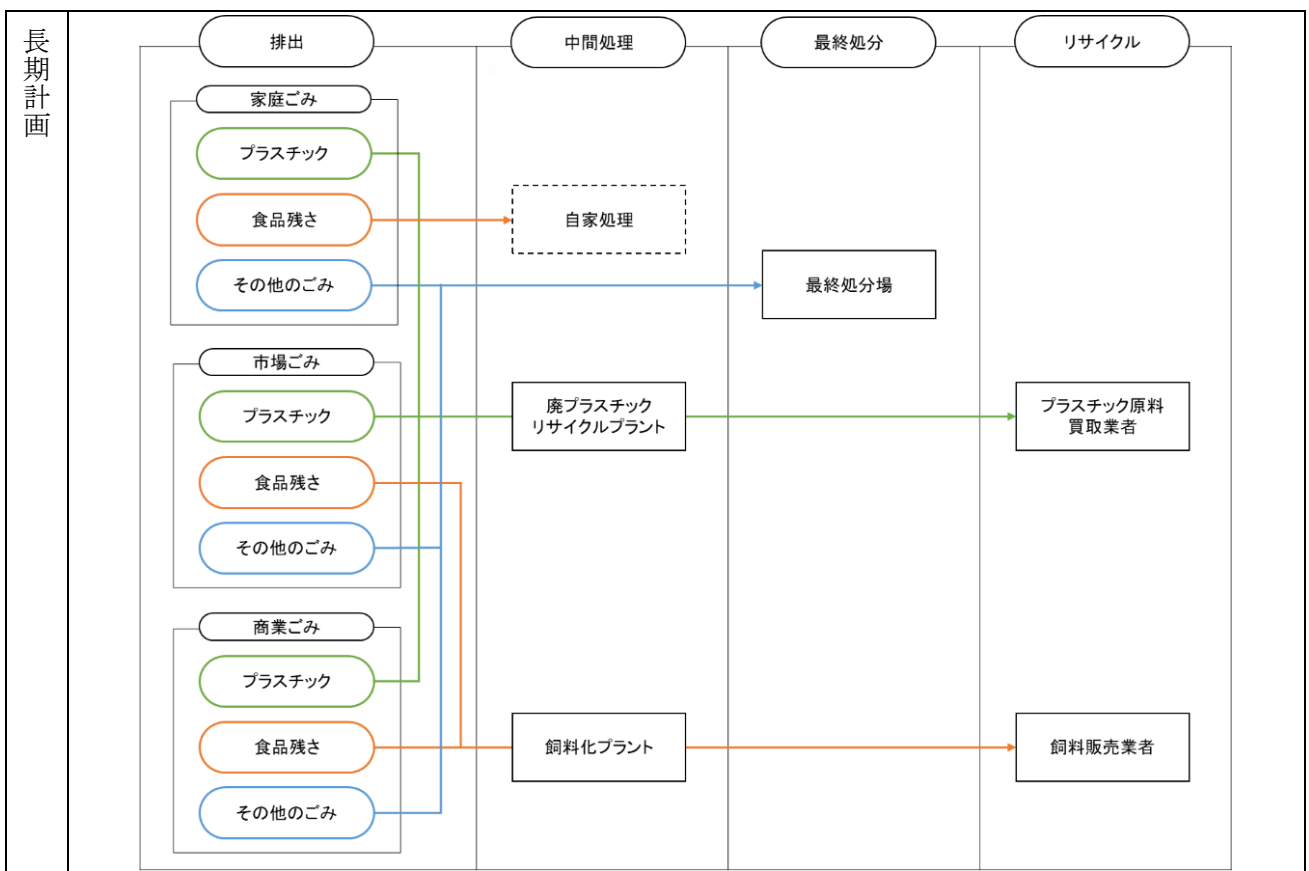 長期計画
排出
中間処理
最終処分
リサイクル
家庭ごみ
プラスチック
食品残さ
自家処理
その他のごみ
最終処分場
市場ごみ
プラスチック
廃プラスチック
リサイクルプラント
プラスチック原料
買取業者
食品残さ
その他のごみ
商業ごみ
プラスチック
食品残さ
飼料化プラント
飼料販売業者
その他のごみ